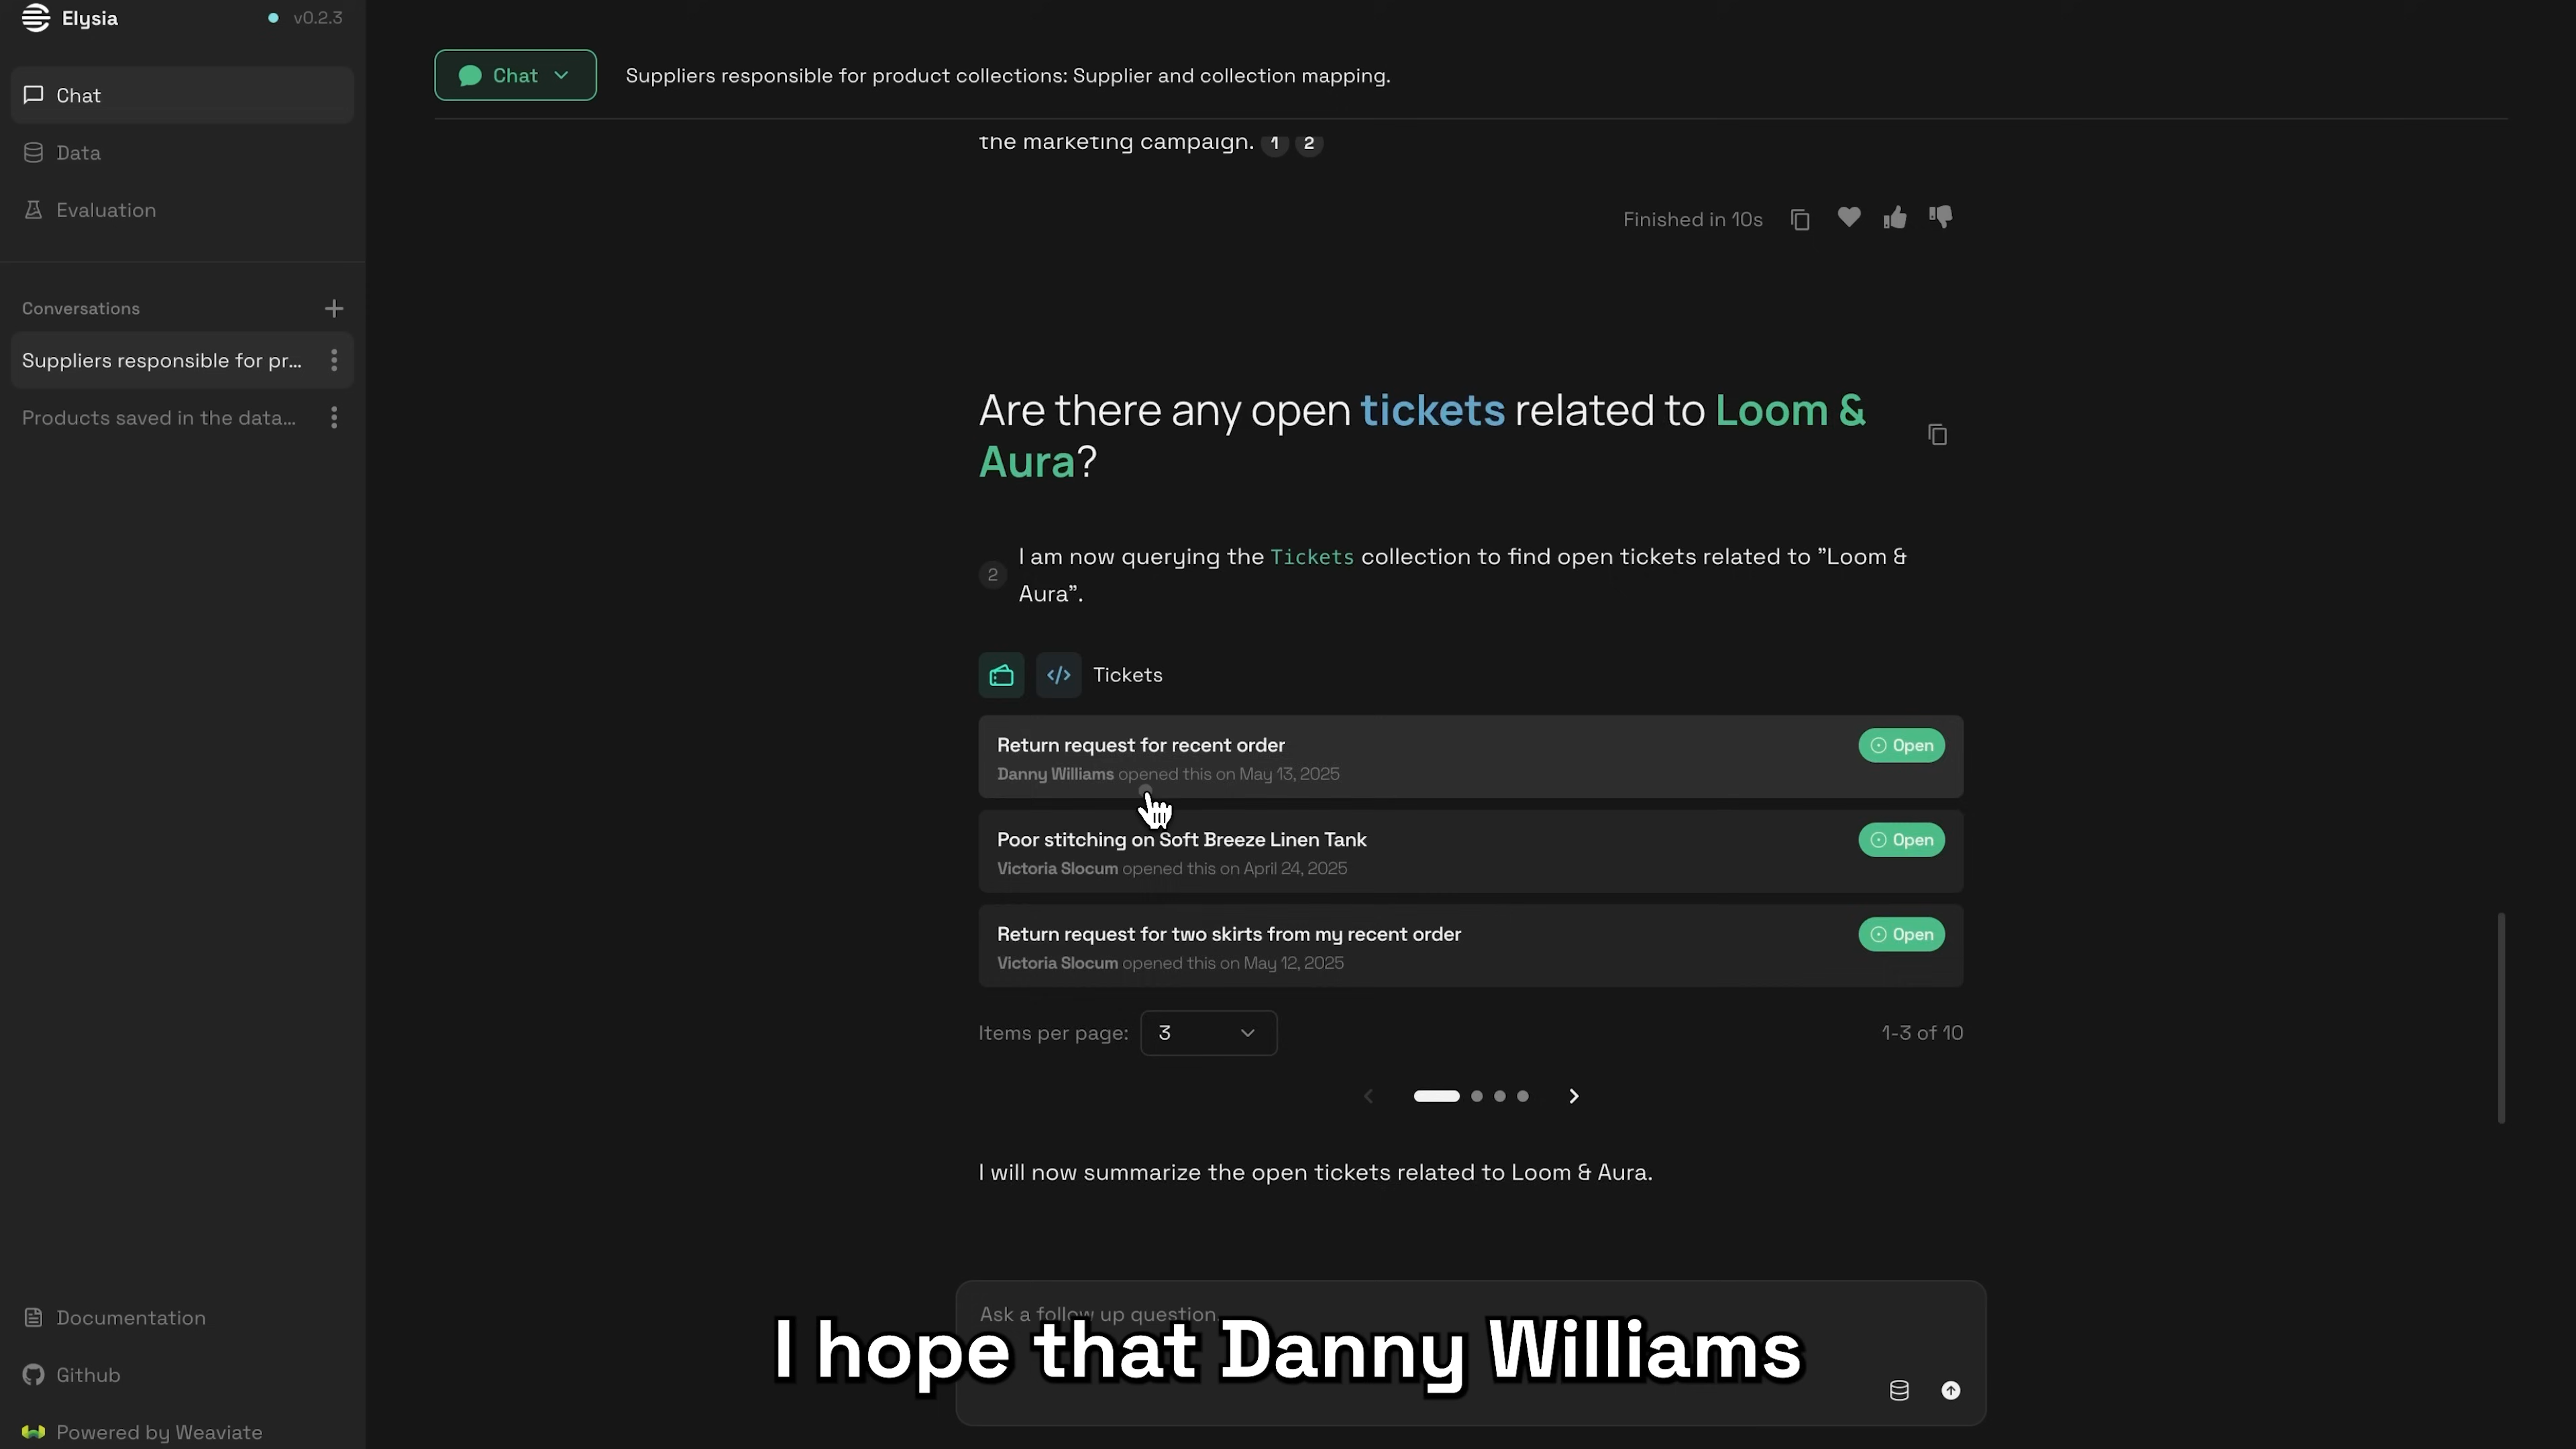 Elysia
v0.2.3
Chat
Data
Evaluation
Conversations
Suppliers responsible for pr...
Products saved in the data...
Documentation
Github
Powered by Weaviate
Chat
Suppliers responsible for product collections: Supplier and collection mapping.
the marketing campaign. 1 2
Finished in 10s
Are there any open tickets related to Loom &
Aura?
2
I am now querying the Tickets collection to find open tickets related to "Loom &
Aura".
</> Tickets
Return request for recent order
Open
Danny Williams opened this on May 13, 2025
Poor stitching on Soft Breeze Linen Tank
Open
Victoria Slocum opened this on April 24, 2025
Return request for two skirts from my recent order
Open
Victoria Slocum opened this on May 12, 2025
Items per page: 3
1-3 of 10
I will now summarize the open tickets related to Loom & Aura.
Ask a follow up question
I hope that Danny Williams